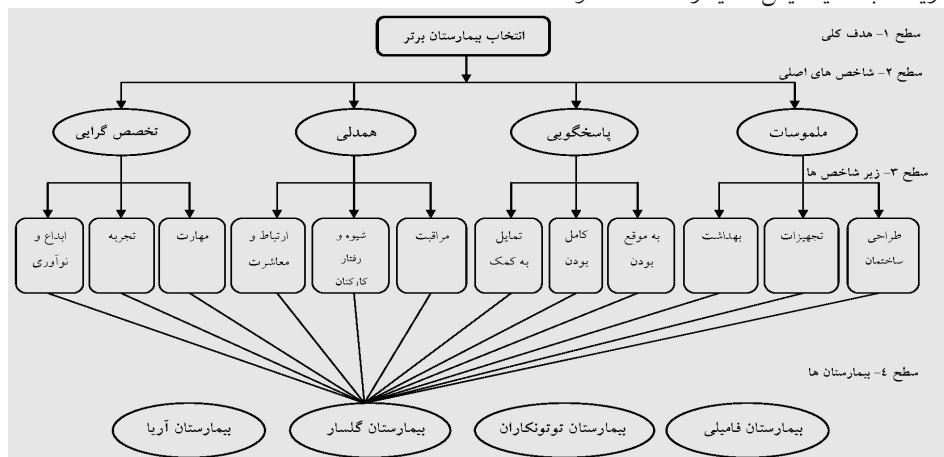 سطح ۱- هدف کلی
انتخاب بیمارستان برتر
سطح ۲- شاخص های اصلی
ملموسات
پاسخگویی
همدلی
تخصص گرایی
سطح ۳- زیر شاخص ها
طراحی
ساختمان
تجهیزات
بهداشت
به موقع
بودن
کامل
بودن
تمایل
به کمک
مراقبت
شیوه و
رفتار
کارکنان
ارتباط و
معاشرت
مهارت
تجربه
ابداع و
نوآوری
سطح ۴- بیمارستان ها
بیمارستان فامیلی
بیمارستان توتونکاران
بیمارستان گلسار
بیمارستان آریا